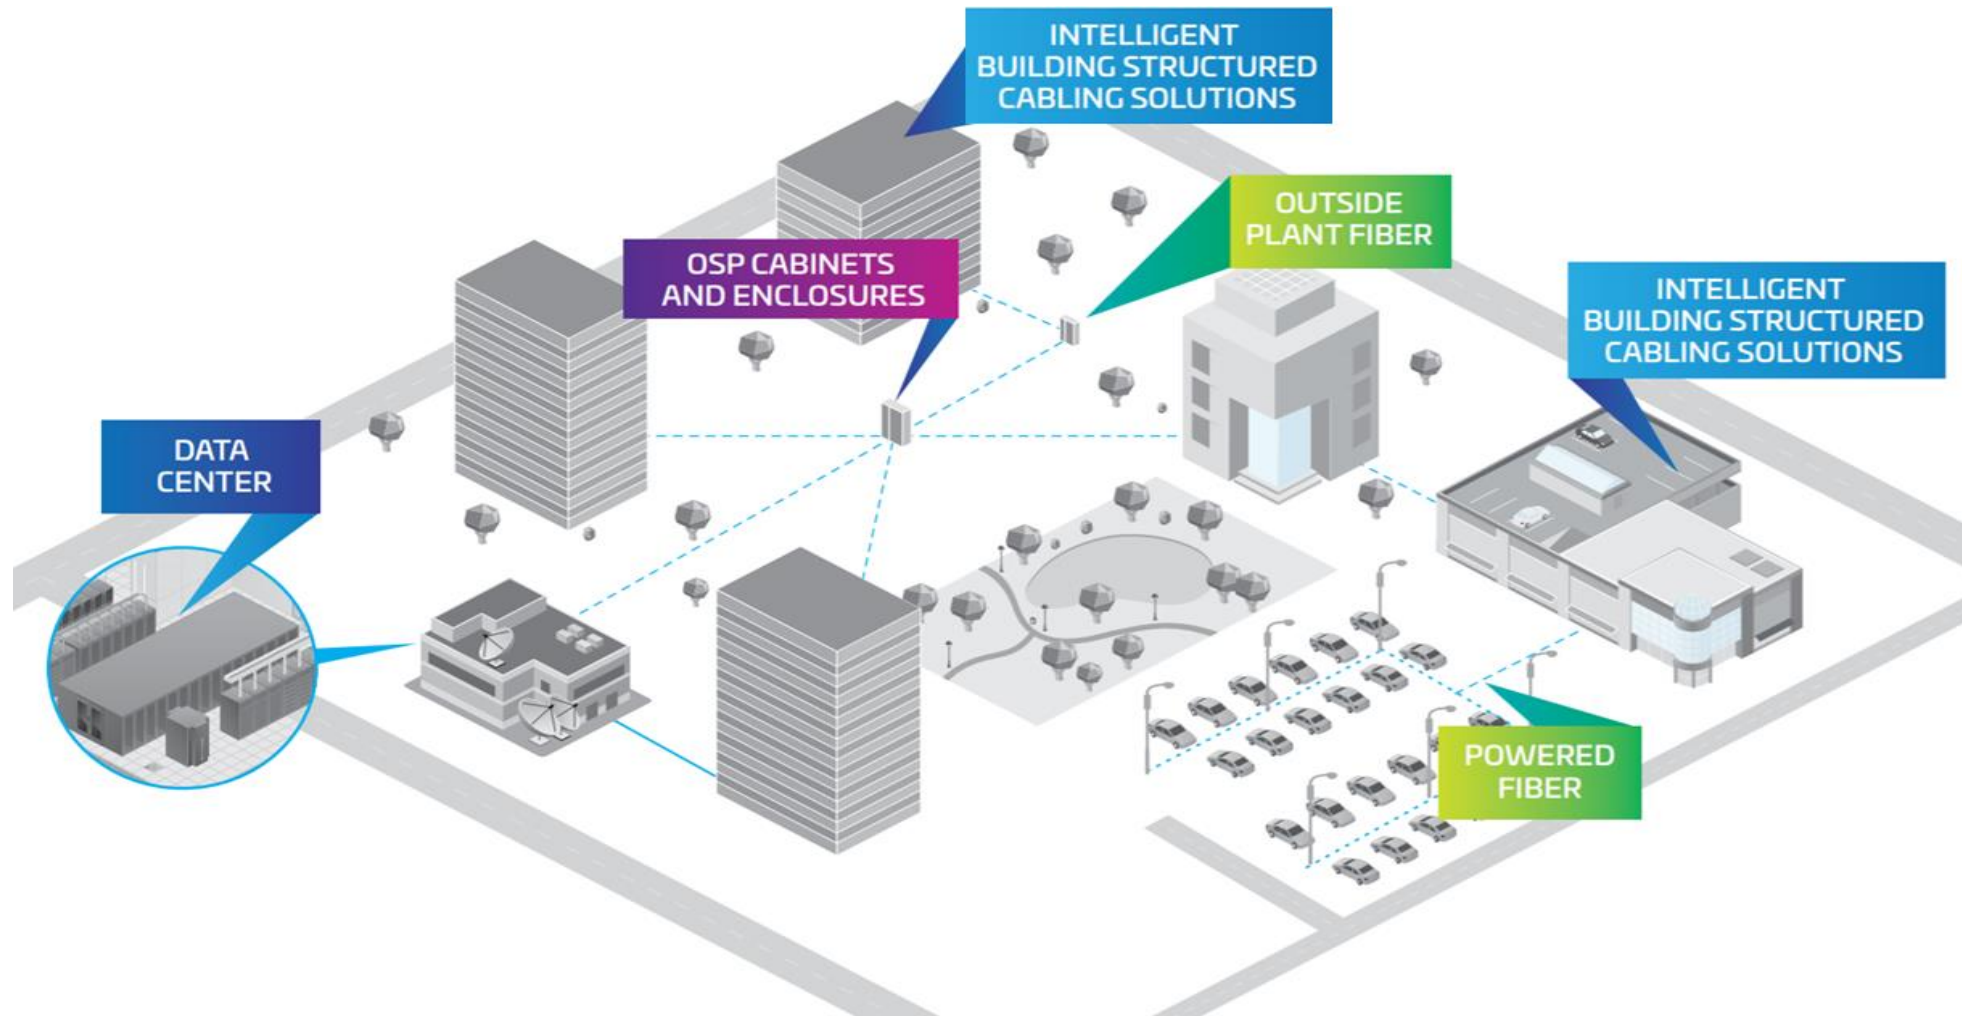 INTELLIGENT
BUILDING STRUCTURED
CABLING SOLUTIONS
OUTSIDE
PLANT FIBER
OSP CABINETS
AND ENCLOSURES
INTELLIGENT
BUILDING STRUCTURED
CABLING SOLUTIONS
DATA
CENTER
POWERED
FIBER